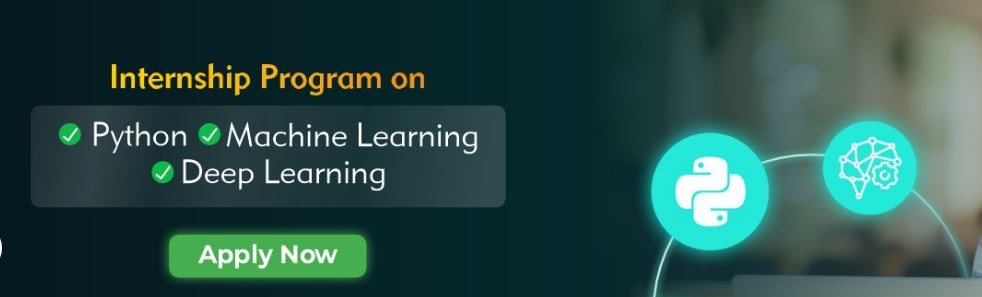 Internship Program on
Python Machine Learning
Deep Learning
Apply Now